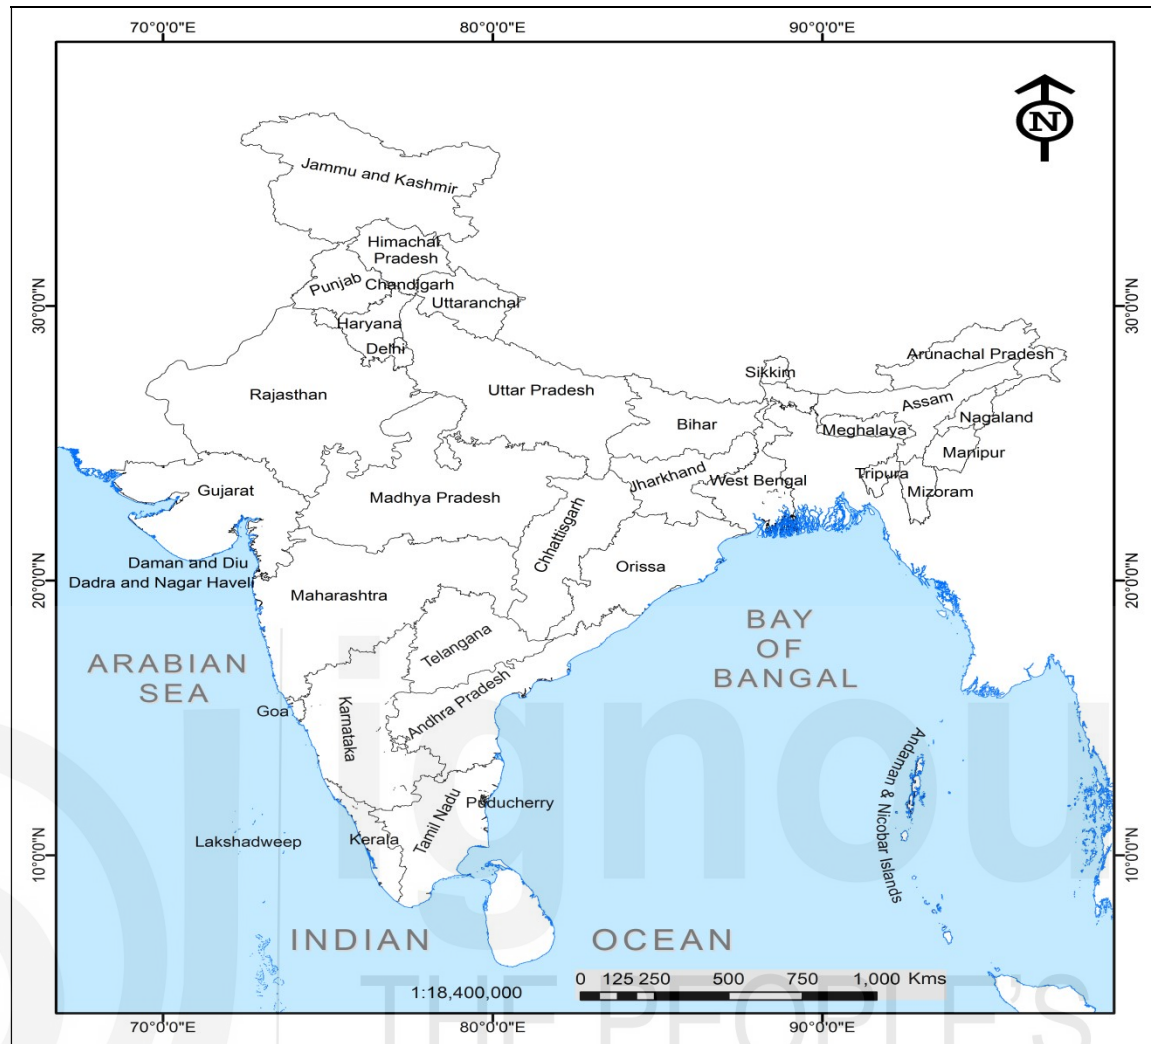 70°0'0"E 80°0'0"E 90°0'0"E
N
Jammu and Kashmir
Himachal
Pradesh
Punjab
Chandigarh
Uttaranchal
30°0'0"N
30°0'0"N
Haryana
Delhi
Arunachal Pradesh
Sikkim
Rajasthan
Uttar Pradesh
Assam
Nagaland
Bihar
Meghalaya
Manipur
Jharkhand
Tripura
West Bengal
Gujarat
Madhya Pradesh
Mizoram
Chhattisgarh
Daman and Diu
Orissa
Dadra and Nagar Haveli
20°0'0"N
20°0'0"N
Maharashtra
BAY
OF
BANGAL
Telangana
ARABIAN
SEA
Andhra Pradesh
Goa
Karnataka
ignou
Andaman & Nicobar Islands
Puducherry
Tamil Nadu
Lakshadweep
Kerala
10°0'0"N
10°0'0"N
INDIAN OCEAN
0 125 250 500 750 1,000 Kms
1:18,400,000
THE PEOPLE'S
70°0'0"E 80°0'0"E 90°0'0"E